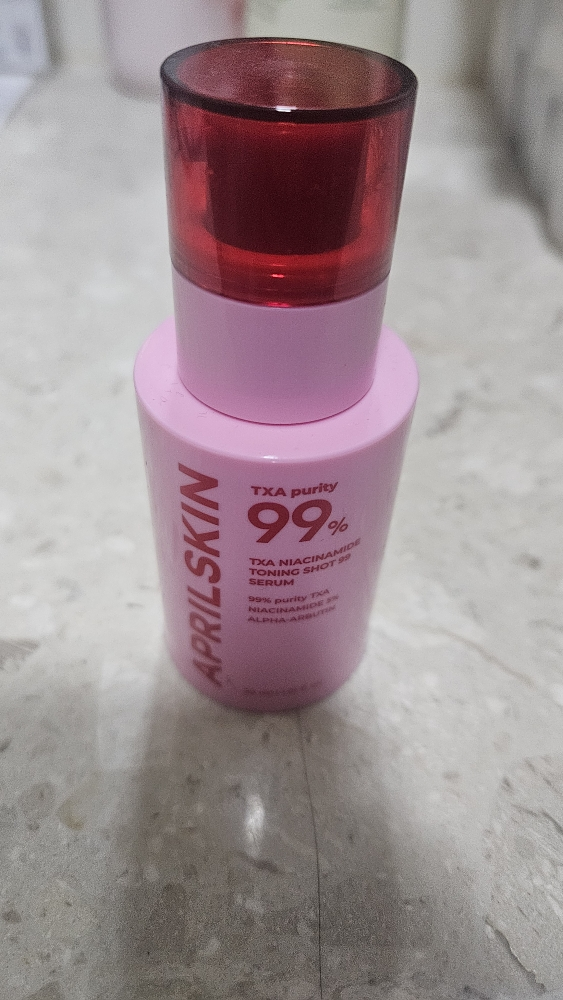 APRILSKIN
TXA purity
99%
TXA NIACINAMIDE
TONING SHOT 99
SERUM
99% purity TXA
NIACINAMIDE 5%
ALPHA-ARBUTIN